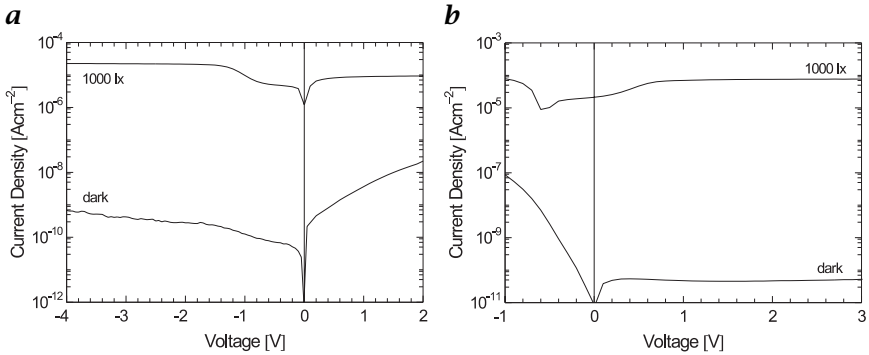 a
10⁻⁴
10⁻⁶
10⁻⁸
10⁻¹⁰
10⁻¹²
Current Density [Acm⁻²]
1000 lx
dark
-4
-3
-2
-1
0
1
2
Voltage [V]
b
10⁻³
10⁻⁵
10⁻⁷
10⁻⁹
10⁻¹¹
Current Density [Acm⁻²]
1000 lx
dark
-1
0
1
2
3
Voltage [V]